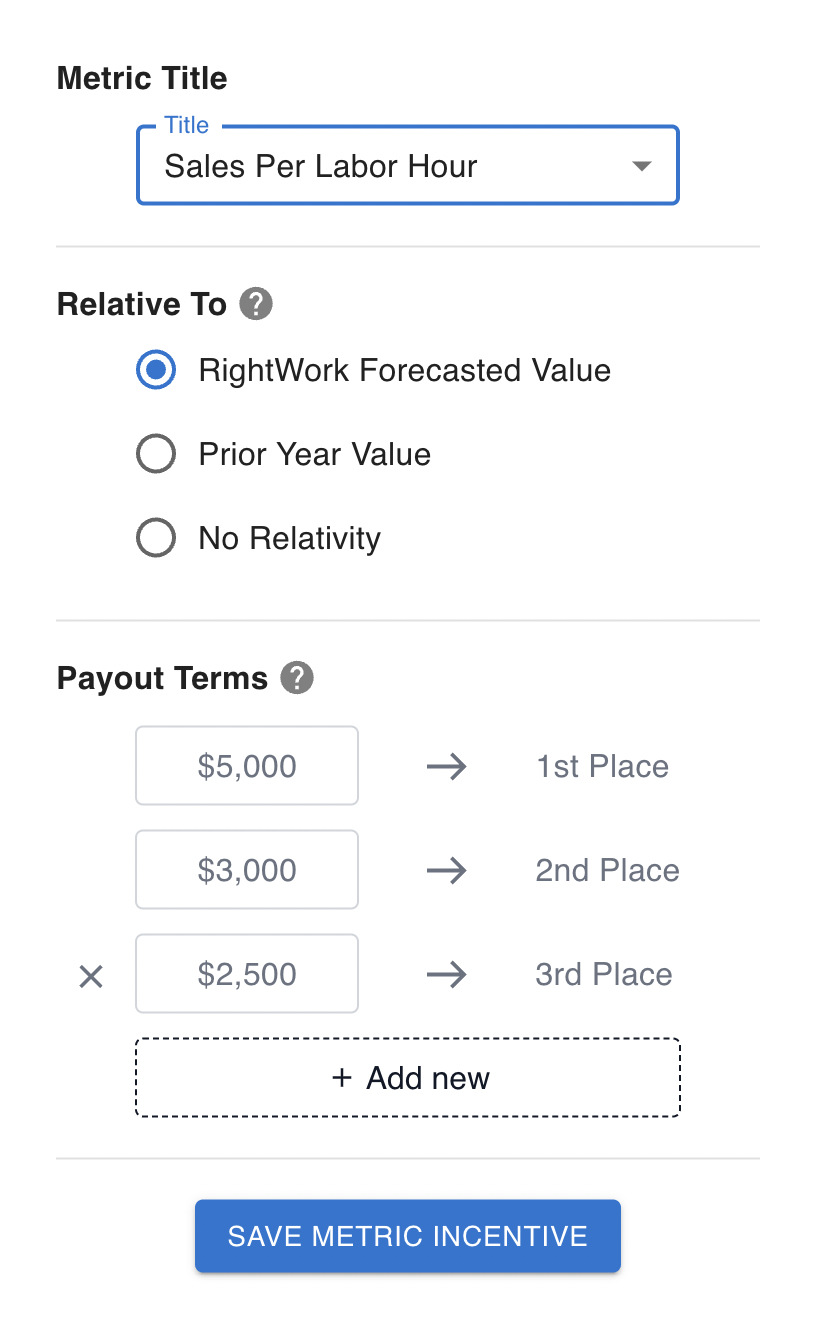 Metric Title
Title
Sales Per Labor Hour
Relative To ?
RightWork Forecasted Value
Prior Year Value
No Relativity
Payout Terms ?
$5,000 → 1st Place
$3,000 → 2nd Place
× $2,500 → 3rd Place
+ Add new
SAVE METRIC INCENTIVE